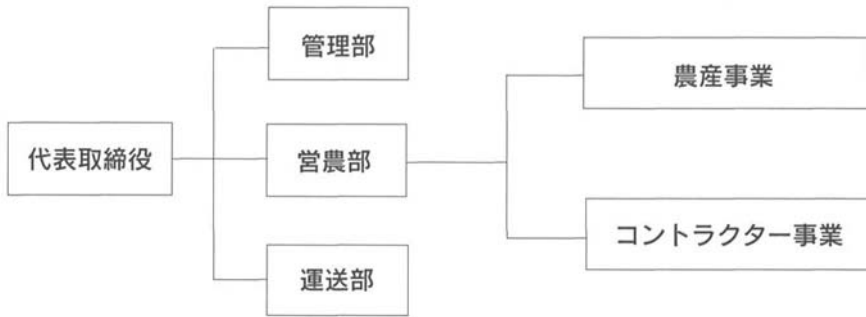 管理部
農産事業
代表取締役
営農部
コントラクター事業
運送部